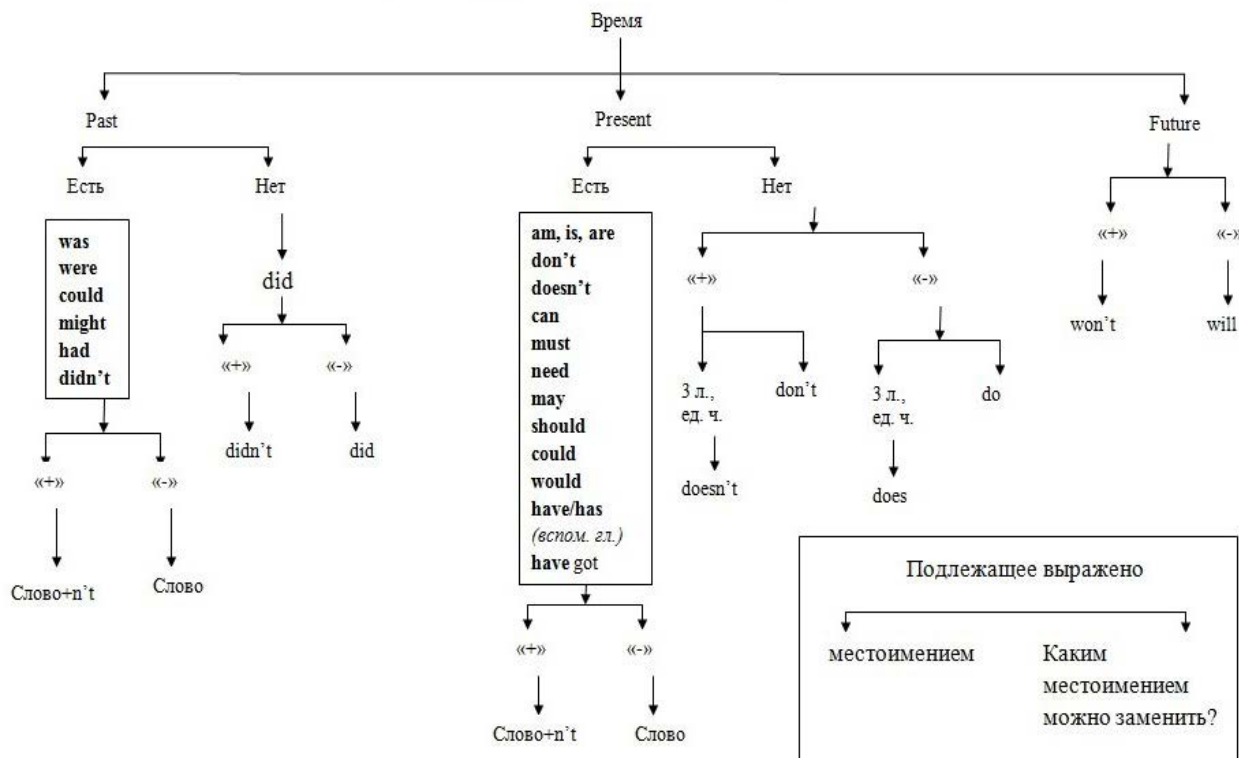 Время
Past
Present
Future
Есть
Нет
Есть
Нет
was
were
could
might
had
didn't
did
«+»
«-»
didn't
did
«+»
«-»
Слово+n't
Слово
am, is, are
don't
doesn't
can
must
need
may
should
could
would
have/has
(вспом. гл.)
have got
«+»
«-»
Слово+n't
Слово
«+»
«-»
3 л.,
ед. ч.
don't
doesn't
3 л.,
ед. ч.
do
does
«+»
«-»
won't
will
Подлежащее выражено
местоимением
Каким
местоимением
можно заменить?